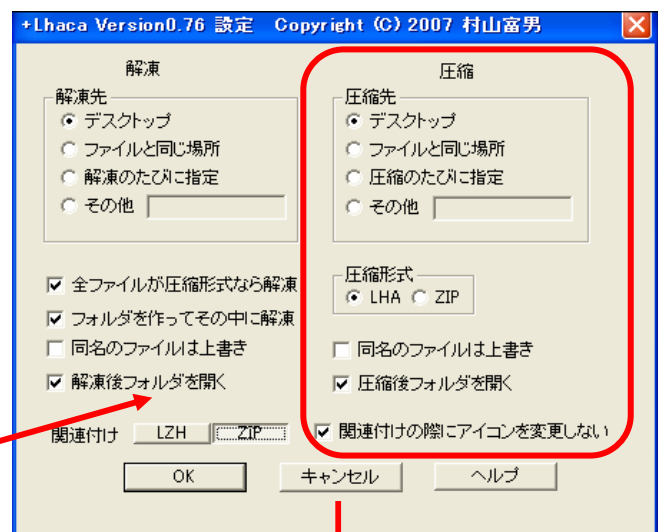 +Lhaca Version0.76 設定 Copyright (C) 2007 村山富男
解凍
解凍先
デスクトップ
ファイルと同じ場所
解凍のたびに指定
その他
全ファイルが圧縮形式なら解凍
フォルダを作ってその中に解凍
同名のファイルは上書き
解凍後フォルダを開く
圧縮
圧縮先
デスクトップ
ファイルと同じ場所
圧縮のたびに指定
その他
圧縮形式
LHA ZIP
同名のファイルは上書き
圧縮後フォルダを開く
関連付け LZH ZIP 関連付けの際にアイコンを変更しない
OK キャンセル ヘルプ